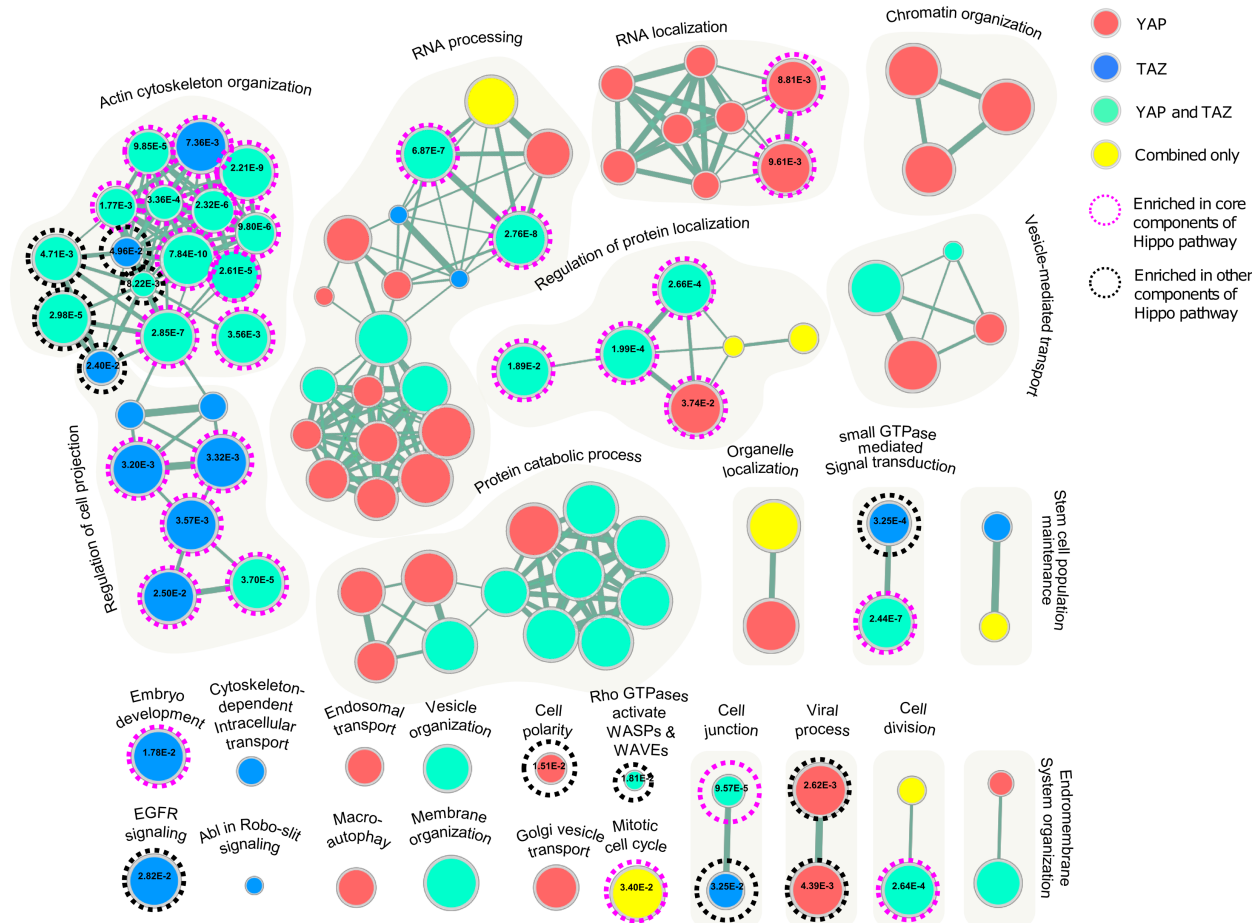 RNA processing
RNA localization
Chromatin organization
YAP
TAZ
YAP and TAZ
Combined only
Enriched in core
components of
Hippo pathway
Enriched in other
components of
Hippo pathway
Actin cytoskeleton organization
9.85E-5
7.36E-3
2.21E-9
1.77E-3
3.36E-4
2.32E-6
9.80E-6
4.71E-3
4.96E-2
7.84E-10
2.61E-5
8.22E-3
2.98E-5
2.85E-7
3.56E-3
2.40E-2
6.87E-7
2.76E-8
8.81E-3
9.61E-3
Regulation of protein localization
2.66E-4
1.99E-4
1.89E-2
3.74E-2
Vesicle-mediated transport
Regulation of cell projection
3.20E-3
3.32E-3
3.57E-3
2.50E-2
3.70E-5
Protein catabolic process
Organelle
localization
small GTPase
mediated
Signal transduction
3.25E-4
2.44E-7
Stem cell population
maintenance
Embryo
development
1.78E-2
Cytoskeleton-
dependent
Intracellular
transport
Endosomal
transport
Vesicle
organization
Cell
polarity
1.51E-2
Rho GTPases
activate
WASPs &
WAVEs
1.81E-2
Cell
junction
9.57E-5
3.25E-2
Viral
process
2.62E-3
4.39E-3
Cell
division
2.64E-4
Endromembrane
System organization
EGFR
signaling
2.82E-2
Abl in Robo-slit
signaling
Macro-
autophay
Membrane
organization
Golgi vesicle
transport
Mitotic
cell cycle
3.40E-2